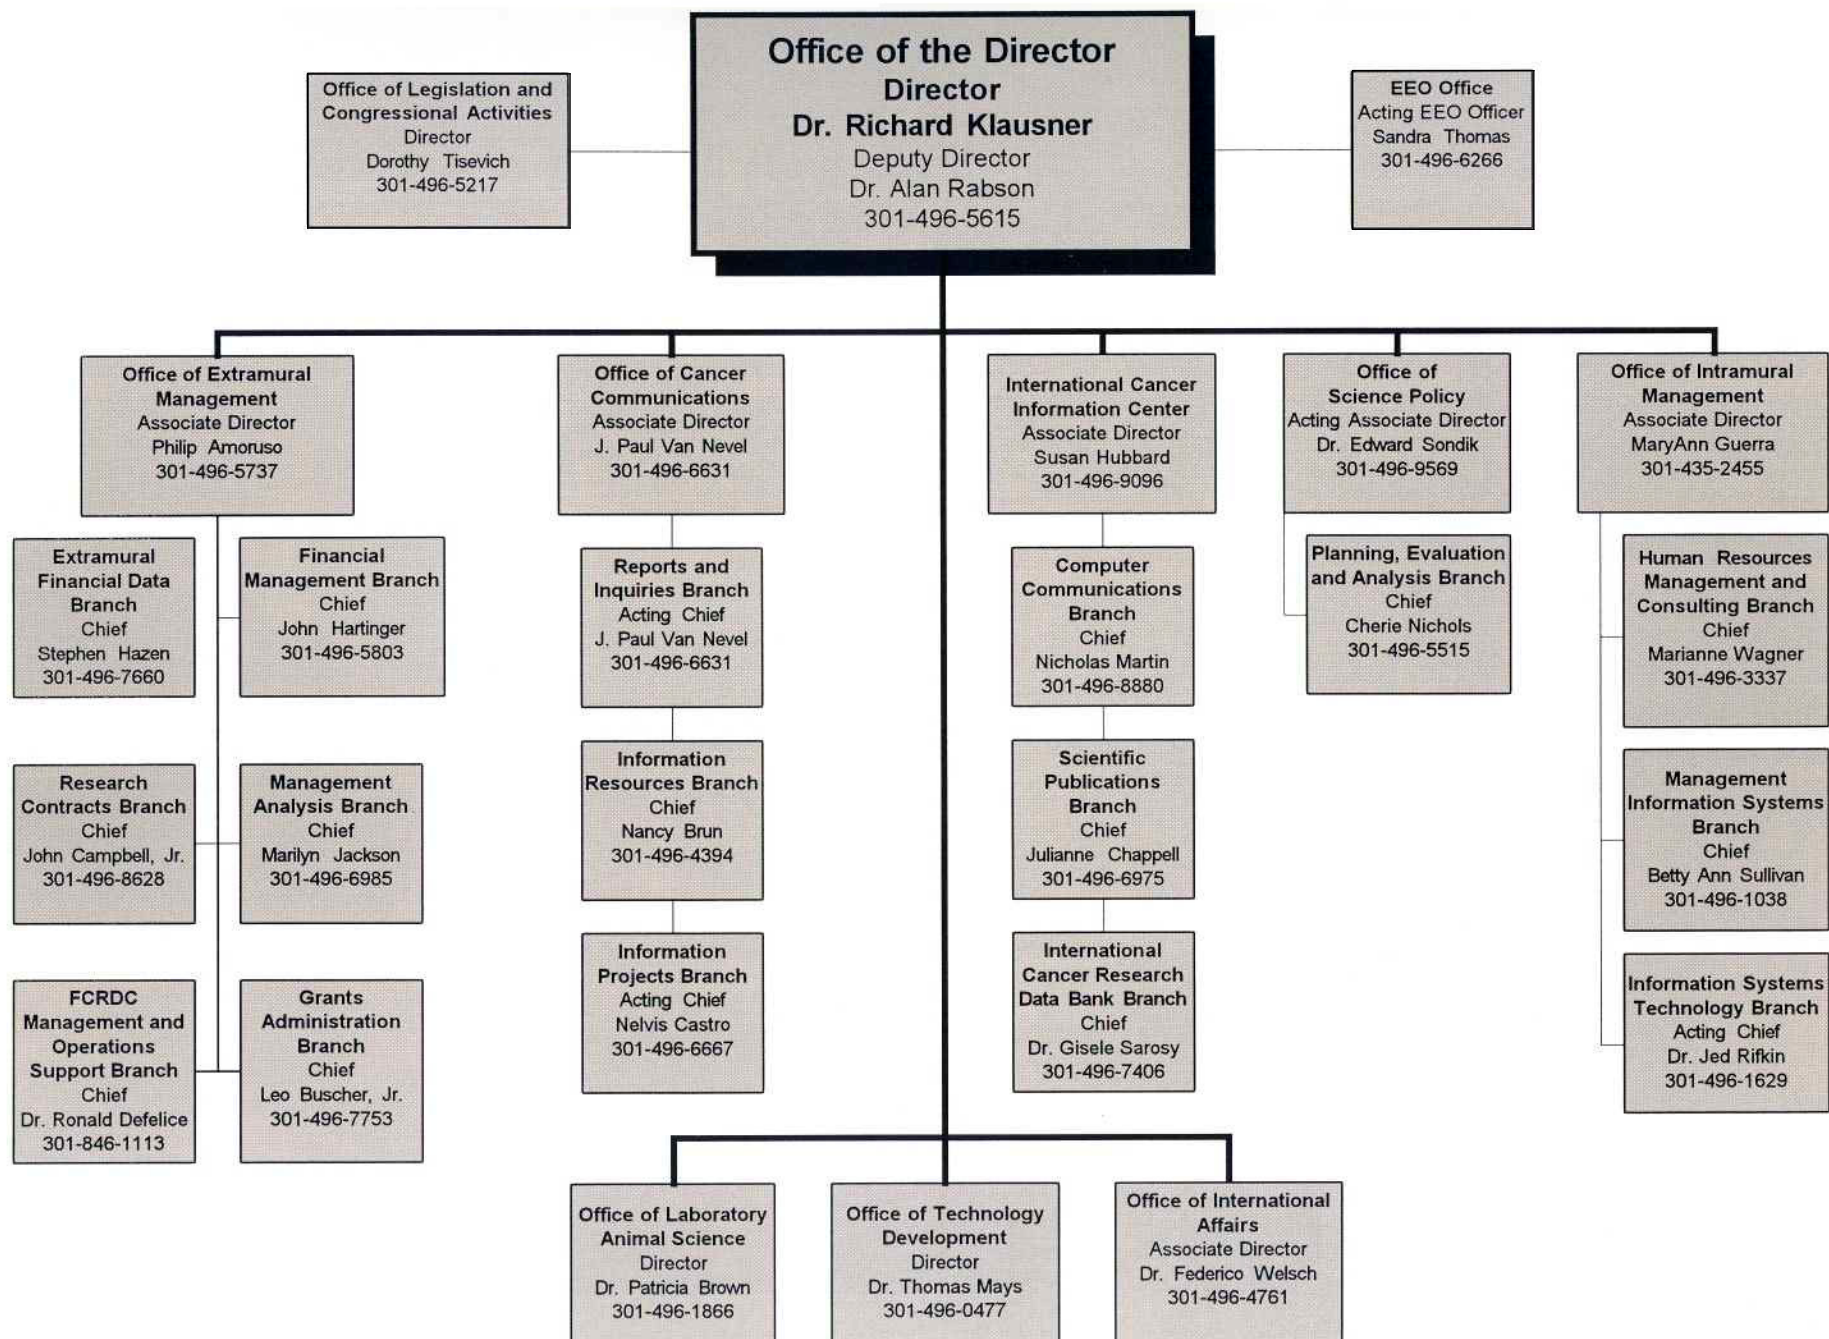 Office of the Director
Director
Dr. Richard Klausner
Deputy Director
Dr. Alan Rabson
301-496-5615
Office of Legislation and
Congressional Activities
Director
Dorothy Tisevich
301-496-5217
EEO Office
Acting EEO Officer
Sandra Thomas
301-496-6266
Office of Extramural
Management
Associate Director
Philip Amoruso
301-496-5737
Extramural
Financial Data
Branch
Chief
Stephen Hazen
301-496-7660
Financial
Management Branch
Chief
John Hartinger
301-496-5803
Research
Contracts Branch
Chief
John Campbell, Jr.
301-496-8628
Management
Analysis Branch
Chief
Marilyn Jackson
301-496-6985
FCRDC
Management and
Operations
Support Branch
Chief
Dr. Ronald Defelice
301-846-1113
Grants
Administration
Branch
Chief
Leo Buscher, Jr.
301-496-7753
Office of Cancer
Communications
Associate Director
J. Paul Van Nevel
301-496-6631
Reports and
Inquiries Branch
Acting Chief
J. Paul Van Nevel
301-496-6631
Information
Resources Branch
Chief
Nancy Brun
301-496-4394
Information
Projects Branch
Acting Chief
Nelvis Castro
301-496-6667
International Cancer
Information Center
Associate Director
Susan Hubbard
301-496-9096
Computer
Communications
Branch
Chief
Nicholas Martin
301-496-8880
Scientific
Publications
Branch
Chief
Julianne Chappell
301-496-6975
International
Cancer Research
Data Bank Branch
Chief
Dr. Gisele Sarosy
301-496-7406
Office of
Science Policy
Acting Associate Director
Dr. Edward Sondik
301-496-9569
Planning, Evaluation
and Analysis Branch
Chief
Cherie Nichols
301-496-5515
Office of Intramural
Management
Associate Director
MaryAnn Guerra
301-435-2455
Human Resources
Management and
Consulting Branch
Chief
Marianne Wagner
301-496-3337
Management
Information Systems
Branch
Chief
Betty Ann Sullivan
301-496-1038
Information Systems
Technology Branch
Acting Chief
Dr. Jed Rifkin
301-496-1629
Office of Laboratory
Animal Science
Director
Dr. Patricia Brown
301-496-1866
Office of Technology
Development
Director
Dr. Thomas Mays
301-496-0477
Office of International
Affairs
Associate Director
Dr. Federico Welsch
301-496-4761